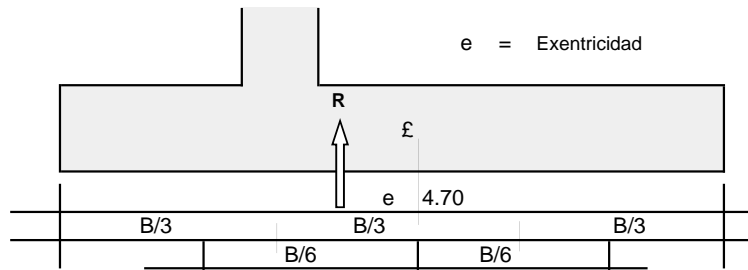 e = Exentricidad
R
£
e 4.70
B/3 B/3 B/3
B/6 B/6